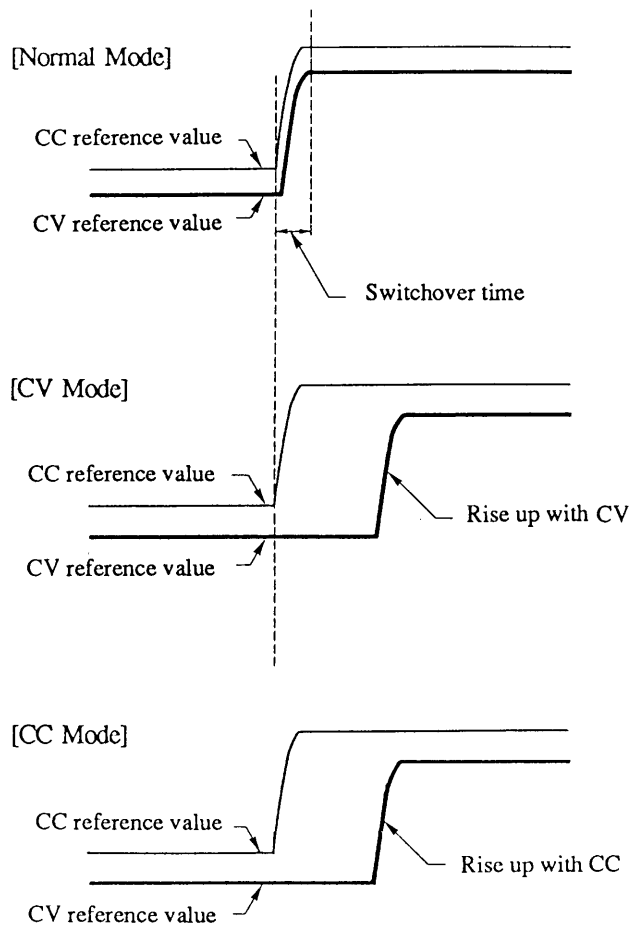 [Normal Mode]
CC reference value
CV reference value
Switchover time
[CV Mode]
CC reference value
Rise up with CV
CV reference value
[CC Mode]
CC reference value
Rise up with CC
CV reference value